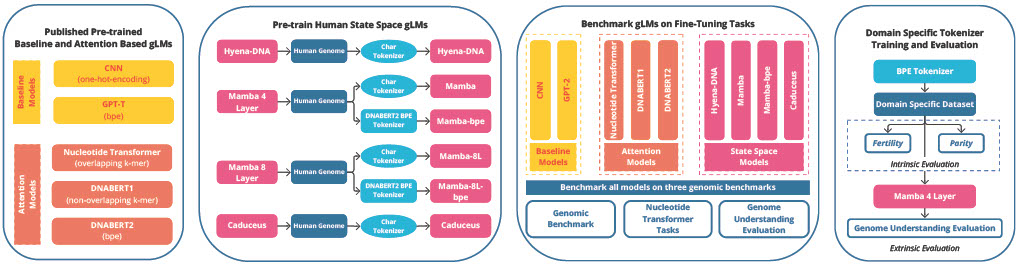 Published Pre-trained
Baseline and Attention Based gLMs
Baseline
Models
CNN
(one-hot-encoding)
GPT-T
(bpe)
Attention
Models
Nucleotide Transformer
(overlapping k-mer)
DNABERT1
(non-overlapping k-mer)
DNABERT2
(bpe)
Pre-train Human State Space gLMs
Hyena-DNA
Human Genome
Char
Tokenizer
Hyena-DNA
Mamba 4
Layer
Human Genome
Char
Tokenizer
Mamba
DNABERT2 BPE
Tokenizer
Mamba-bpe
Mamba 8
Layer
Human Genome
Char
Tokenizer
Mamba-8L
DNABERT2 BPE
Tokenizer
Mamba-8L-
bpe
Caduceus
Human Genome
Char
Tokenizer
Caduceus
Benchmark gLMs on Fine-Tuning Tasks
CNN
GPT-2
Baseline
Models
Nucleotide Transformer
DNABERT1
DNABERT2
Attention
Models
Hyena-DNA
Mamba
Mamba-bpe
Caduceus
State Space
Models
Benchmark all models on three genomic benchmarks
Genomic
Benchmark
Nucleotide
Transformer
Tasks
Genome
Understanding
Evaluation
Domain Specific Tokenizer
Training and Evaluation
BPE Tokenizer
Domain Specific Dataset
Fertility
Parity
Intrinsic Evaluation
Mamba 4 Layer
Genome Understanding Evaluation
Extrinsic Evaluation